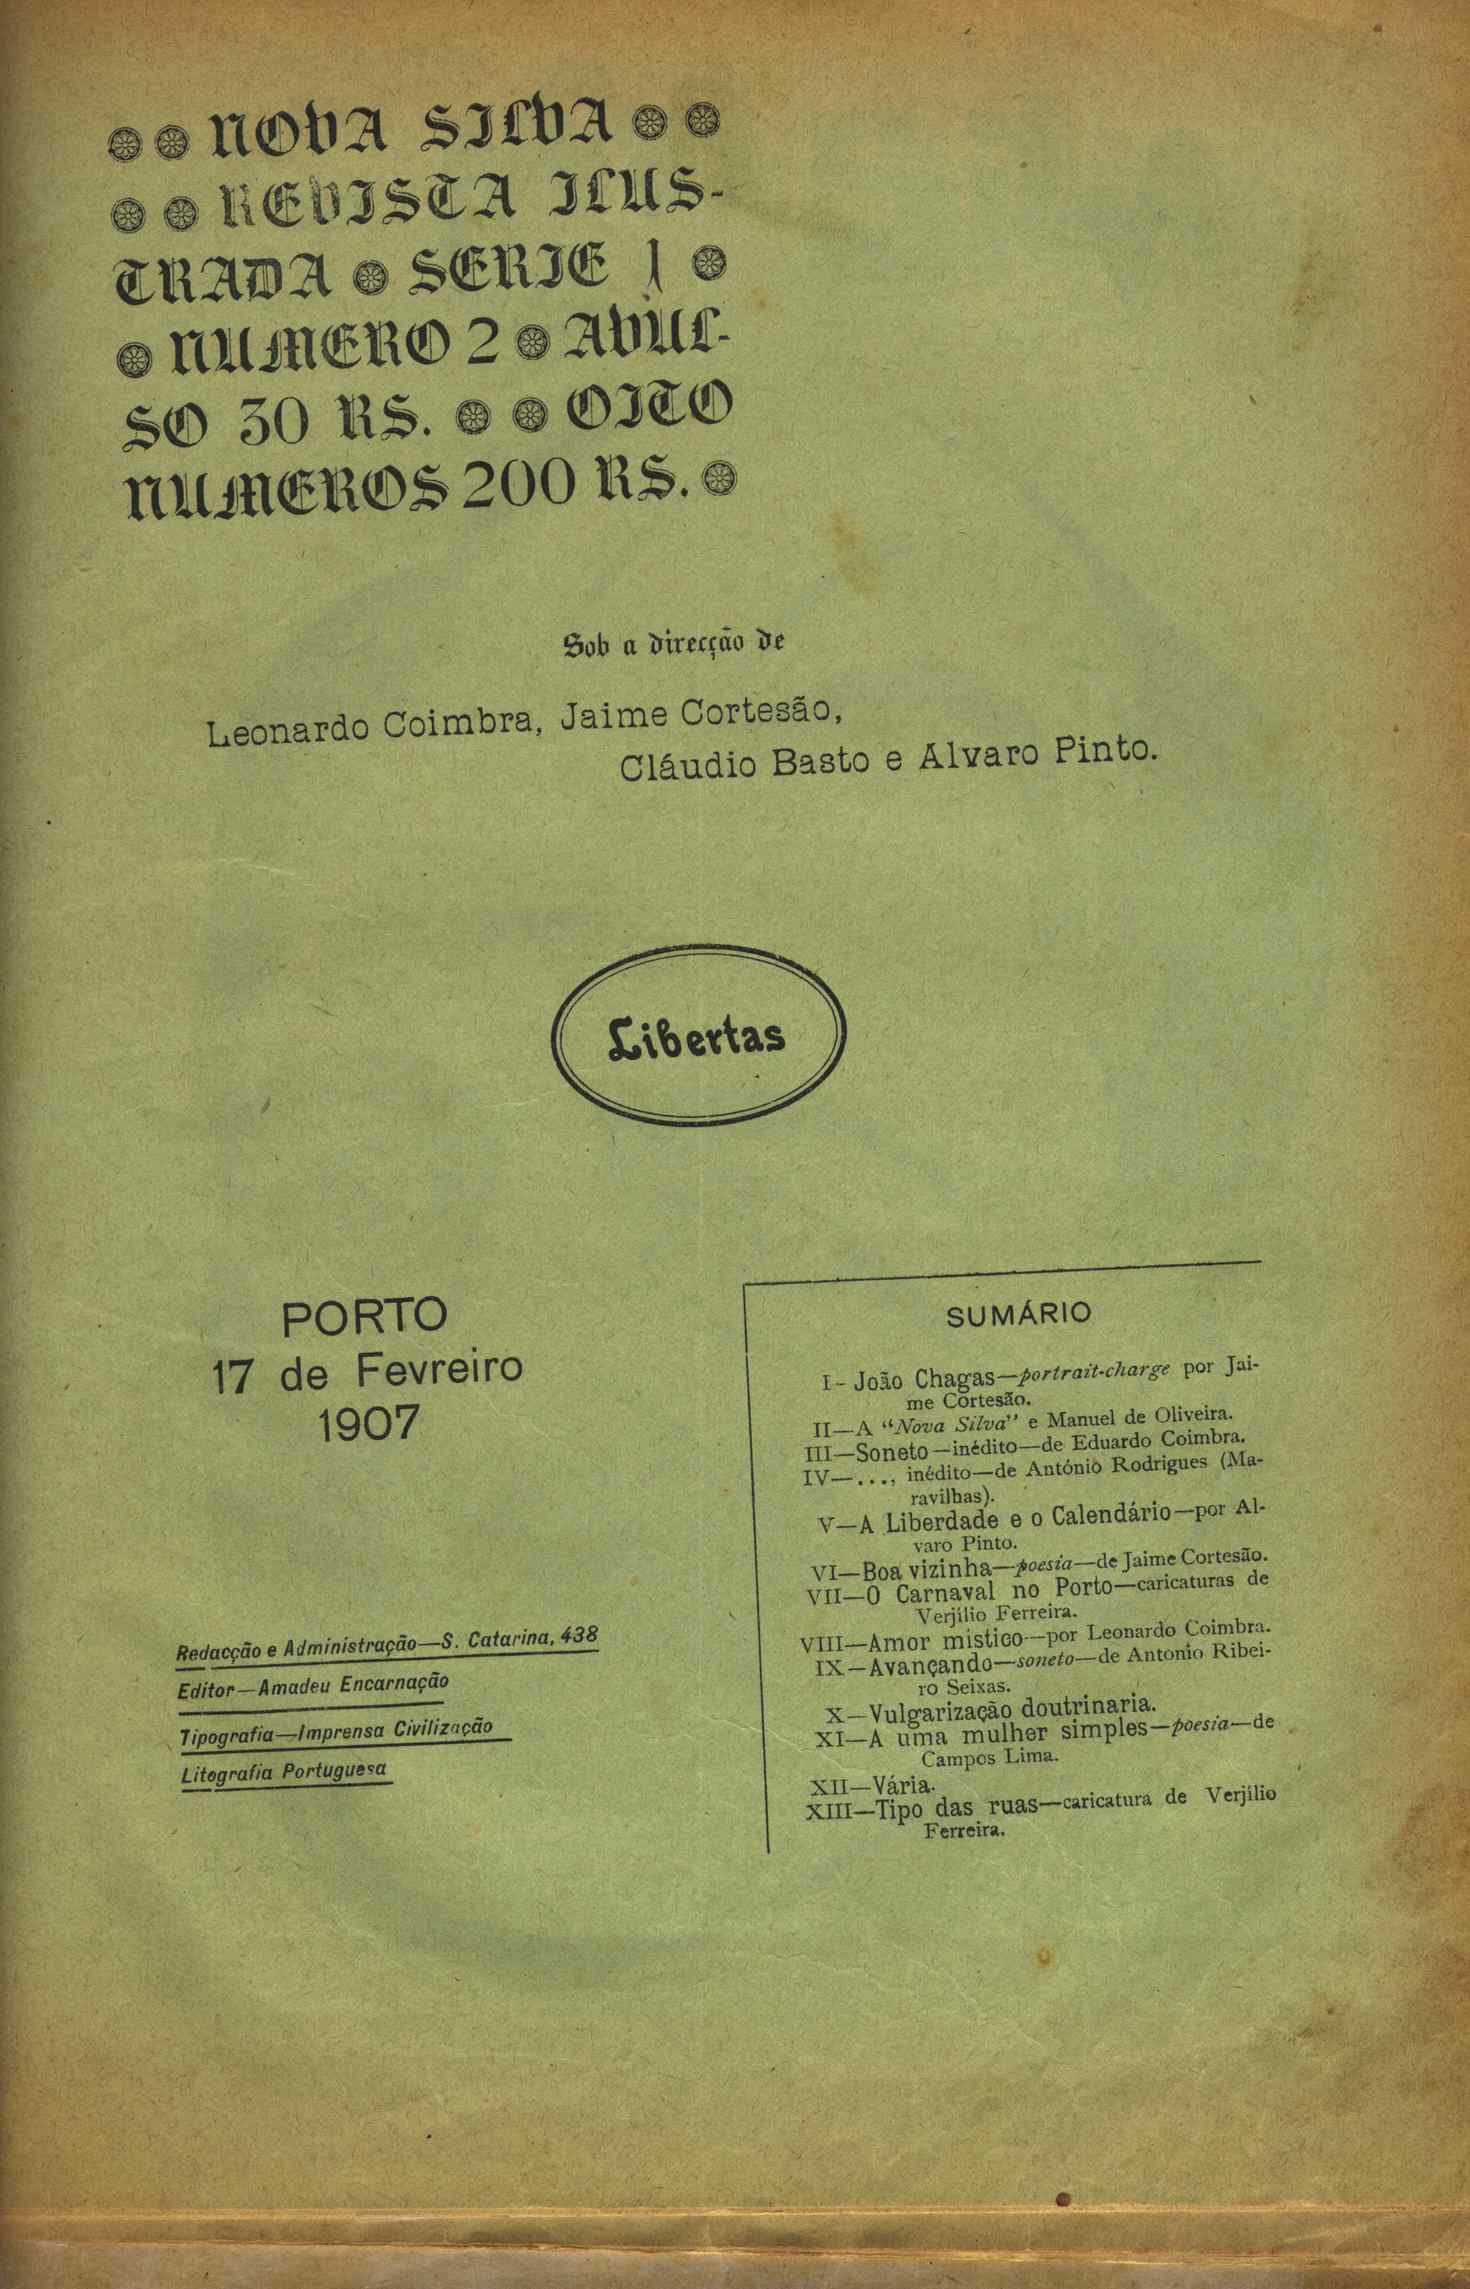 NOVA SILVA
REVISTA ILUS-
TRADA SERIE 1
NUMERO 2 AVUL-
SO 30 RS. OITO
NUMEROS 200 RS.
Sob a direcção de
Leonardo Coimbra, Jaime Cortesão,
Cláudio Basto e Alvaro Pinto.
Libertas
PORTO
17 de Fevreiro
1907
Redacção e Administração—S. Catarina, 438
Editor—Amadeu Encarnação
Tipografia—Imprensa Civilização
Litografia Portuguesa
SUMÁRIO
I-João Chagas—portrait-charge por Jai-
me Cortesão.
II—A “Nova Silva” e Manuel de Oliveira.
III—Soneto—inédito—de Eduardo Coimbra.
IV—..., inédito—de António Rodrigues (Ma-
ravilhas).
V—A Liberdade e o Calendário—por Al-
varo Pinto.
VI—Boa vizinha—poesia—de Jaime Cortesão.
VII—O Carnaval no Porto—caricaturas de
Verjílio Ferreira.
VIII—Amor mistico—por Leonardo Coimbra.
IX—Avançando—soneto—de Antonio Ribei-
ro Seixas.
X—Vulgarização doutrinaria.
XI—A uma mulher simples—poesia—de
Campos Lima.
XII—Vária.
XIII—Tipo das ruas—caricatura de Verjílio
Ferreira.